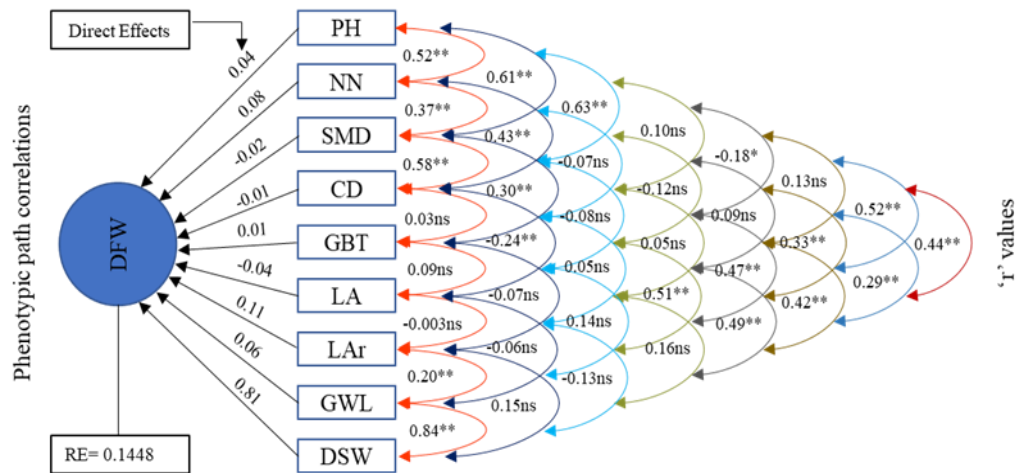 Direct Effects
Phenotypic path correlations
DFW
RE= 0.1448
0.04
0.08
-0.02
-0.01
0.01
-0.04
0.11
0.06
0.81
PH
NN
SMD
CD
GBT
LA
LAr
GWL
DSW
0.52**
0.37**
0.58**
0.03ns
0.09ns
-0.003ns
0.20**
0.84**
0.61**
0.43**
0.30**
-0.24**
-0.07ns
-0.06ns
0.15ns
0.63**
-0.07ns
-0.08ns
0.05ns
0.14ns
-0.13ns
0.10ns
-0.12ns
0.05ns
0.51**
0.16ns
-0.18*
0.09ns
0.47**
0.49**
0.13ns
0.33**
0.42**
0.52**
0.29**
0.44**
‘r’ values